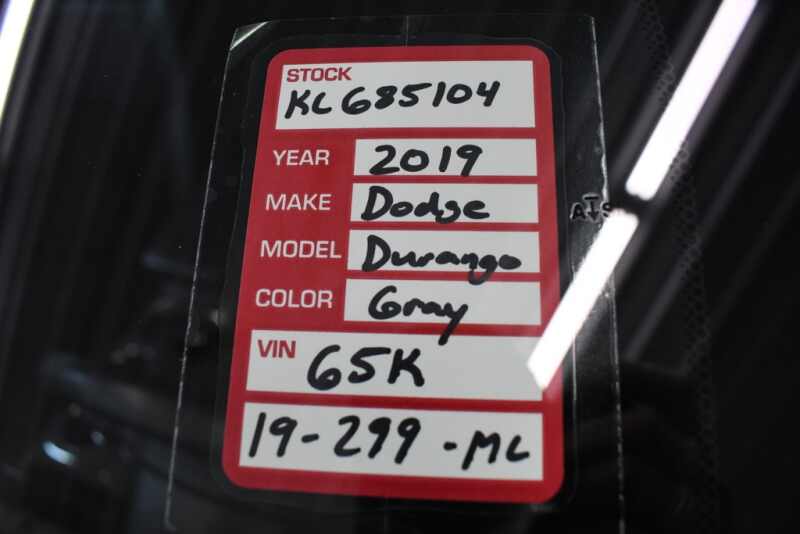 STOCK
KL685104
YEAR 2019
MAKE Dodge
MODEL Durango
COLOR Gray
VIN 65K
19-299-ML